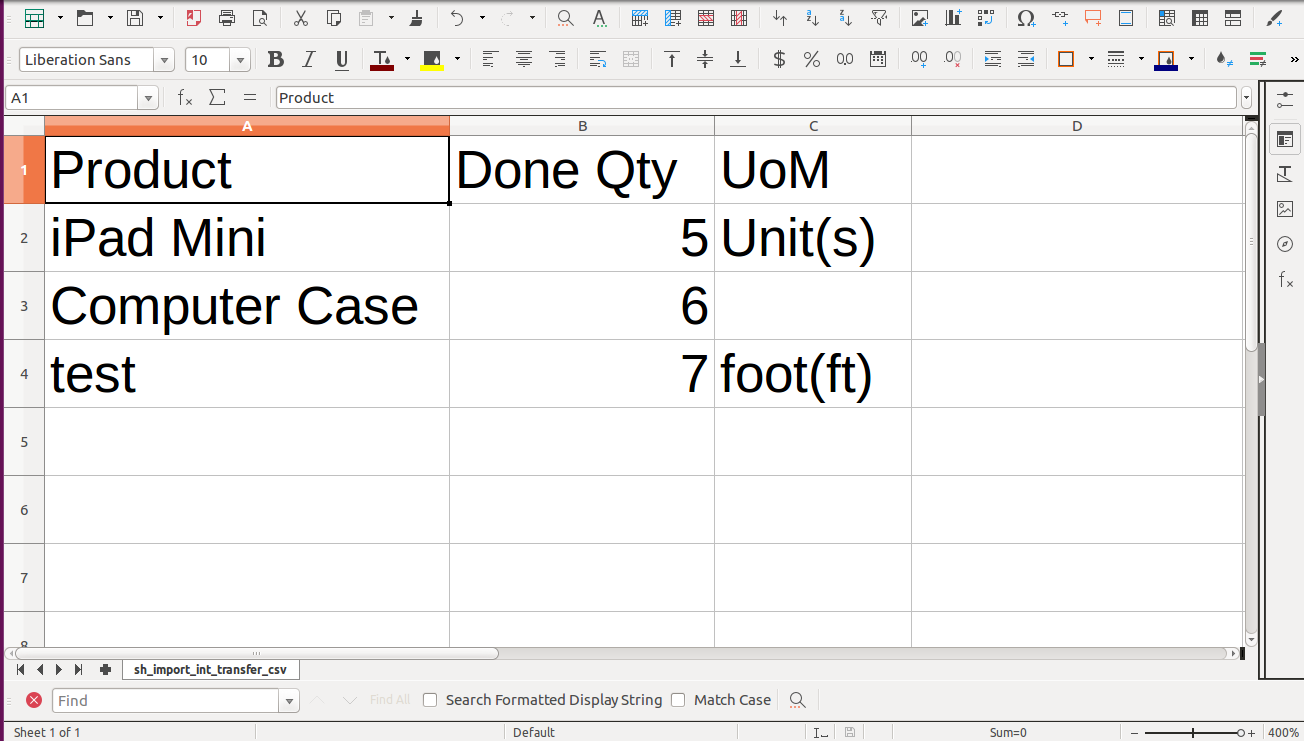 Liberation Sans 10
A1 Product
A B C D
1 Product Done Qty UoM
2 iPad Mini 5 Unit(s)
3 Computer Case 6
4 test 7 foot(ft)
5
6
7
8
sh_import_int_transfer_csv
Find Find All Search Formatted Display String Match Case
Sheet 1 of 1 Default Sum=0 400%